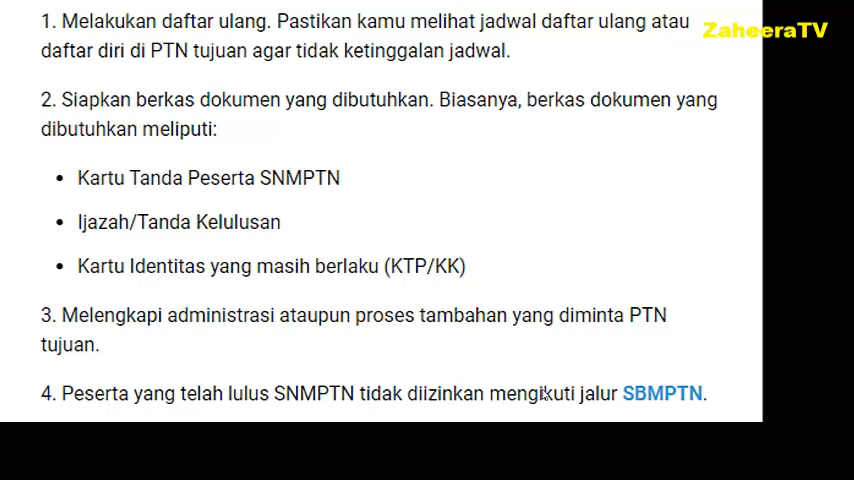 ZaheeraTV
1. Melakukan daftar ulang. Pastikan kamu melihat jadwal daftar ulang atau
daftar diri di PTN tujuan agar tidak ketinggalan jadwal.
2. Siapkan berkas dokumen yang dibutuhkan. Biasanya, berkas dokumen yang
dibutuhkan meliputi:
• Kartu Tanda Peserta SNMPTN
• Ijazah/Tanda Kelulusan
• Kartu Identitas yang masih berlaku (KTP/KK)
3. Melengkapi administrasi ataupun proses tambahan yang diminta PTN
tujuan.
4. Peserta yang telah lulus SNMPTN tidak diizinkan mengikuti jalur SBMPTN.